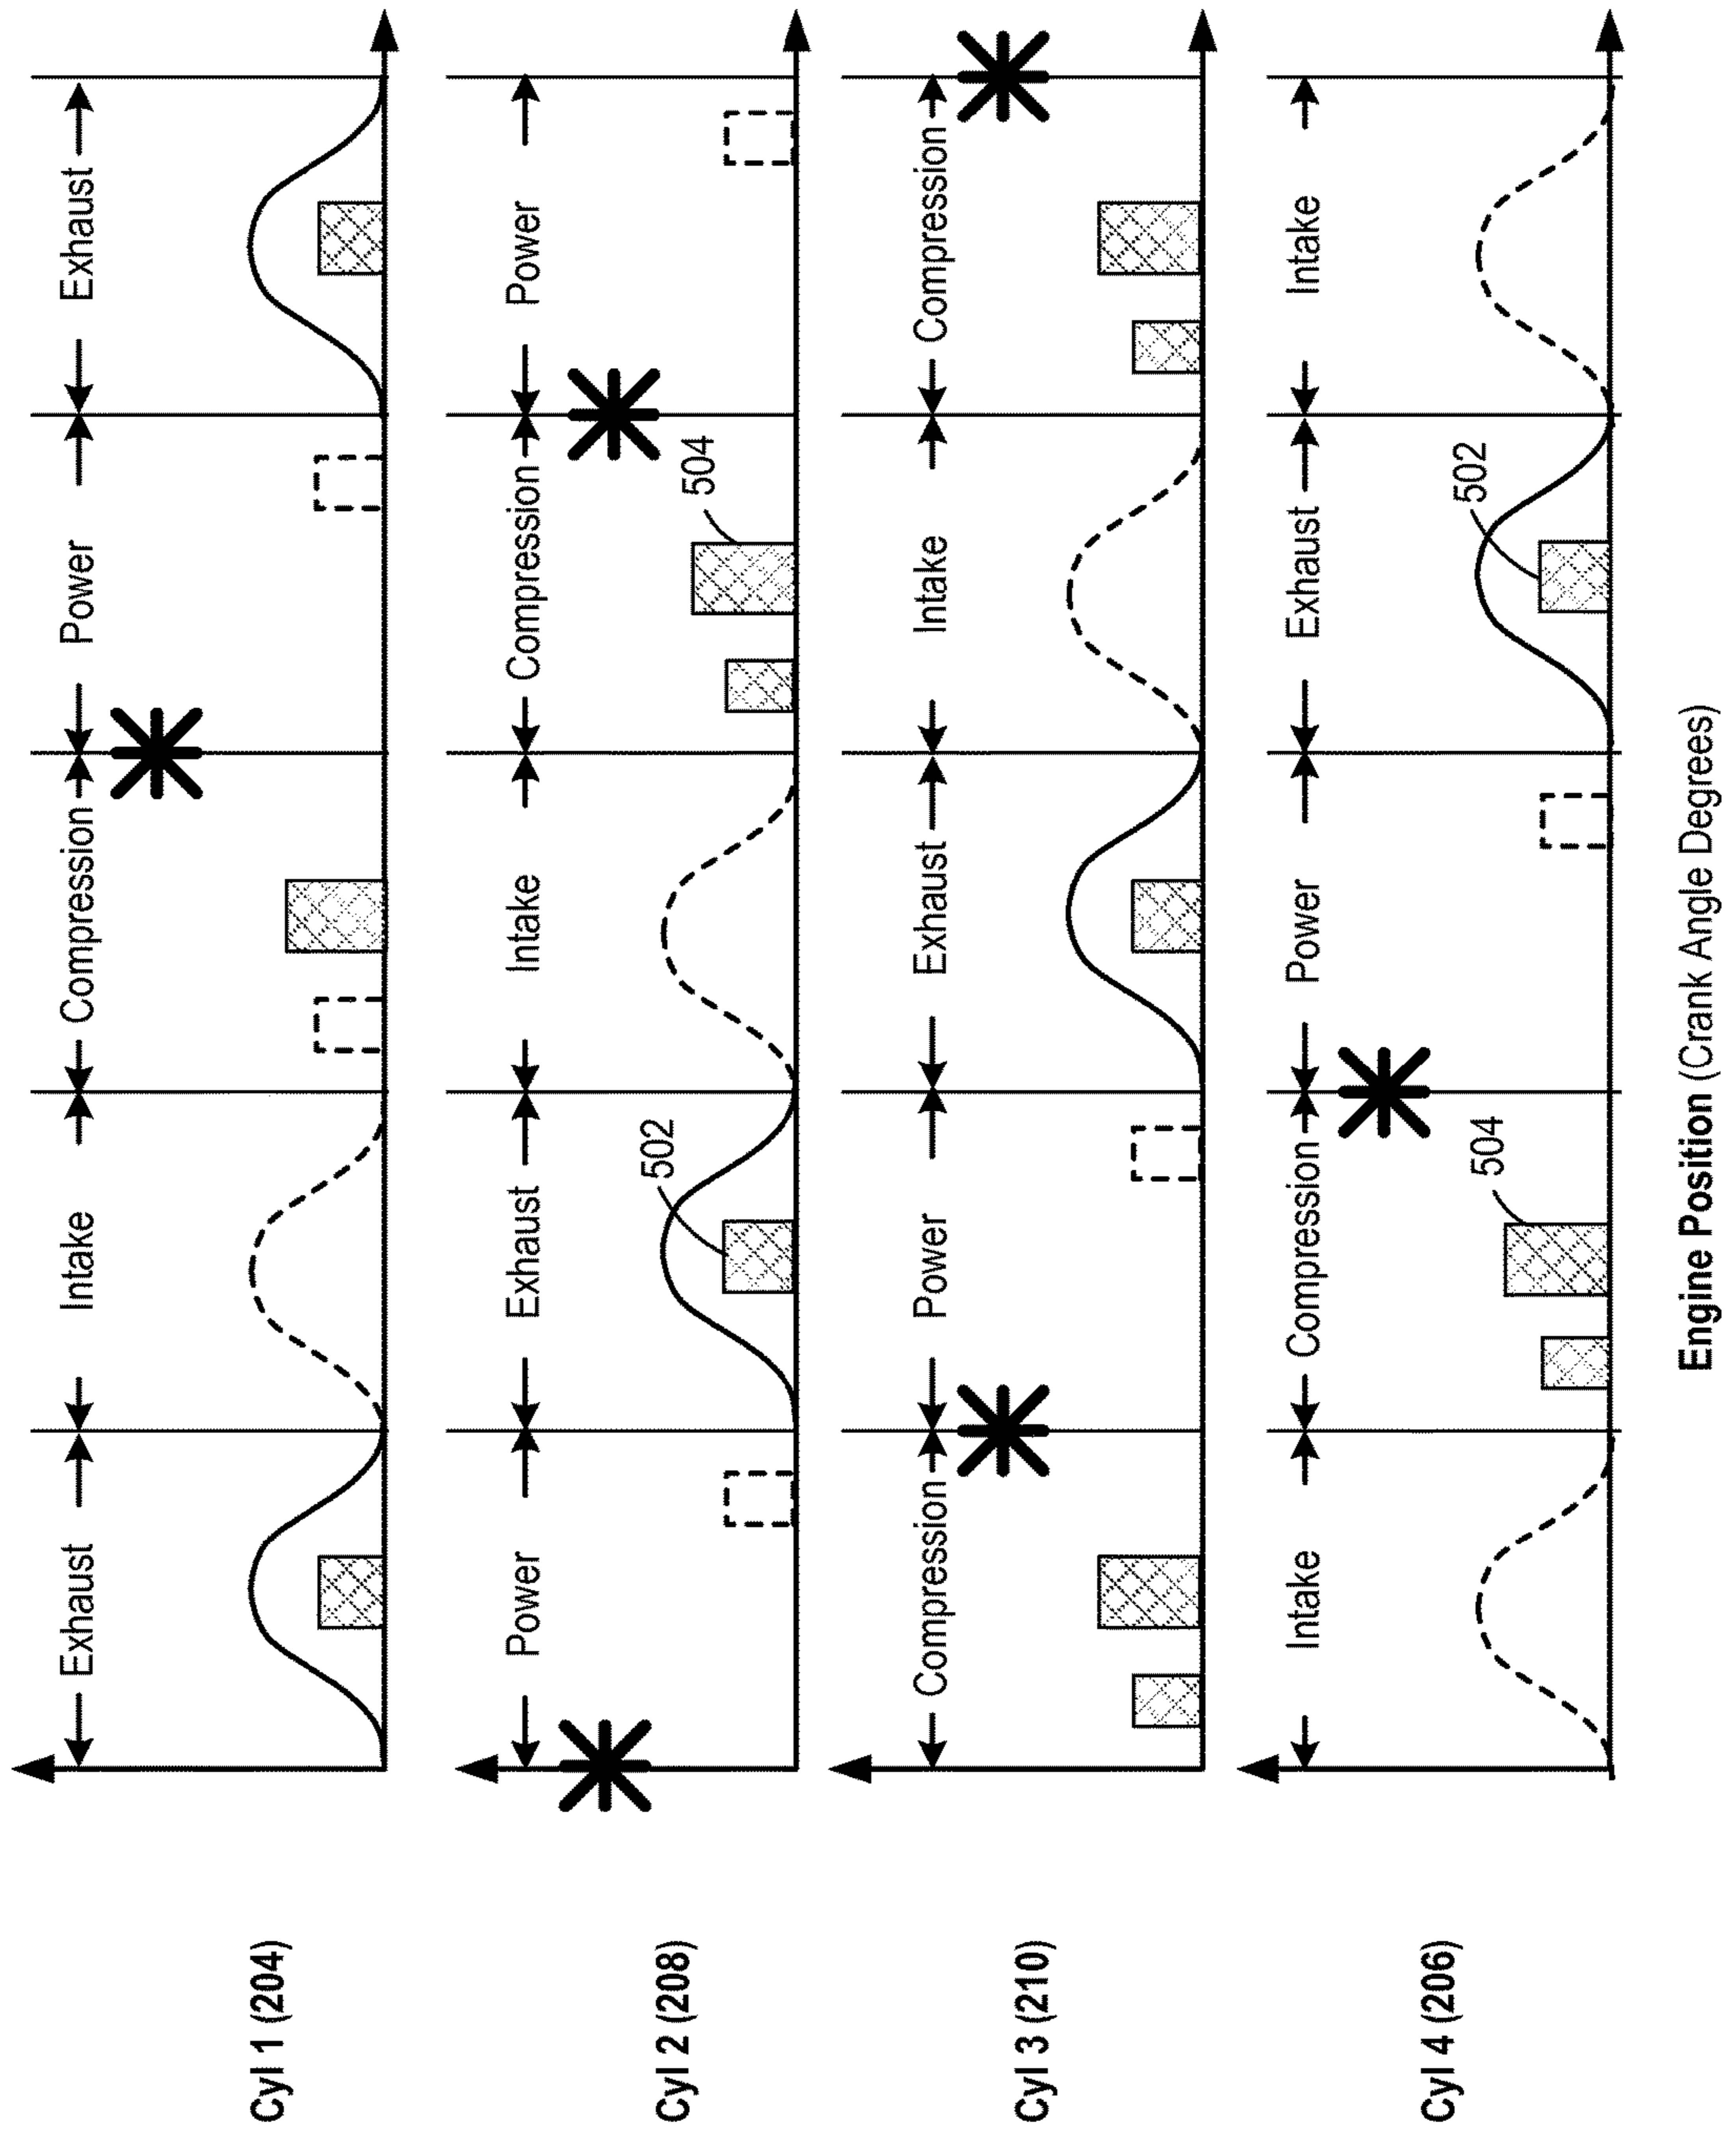 Cyl 1 (204)
Exhaust
Intake
Compression
Power
Exhaust
Cyl 2 (208)
Power
Exhaust
Intake
Compression
Power
502
504
Cyl 3 (210)
Compression
Power
Exhaust
Intake
Compression
Cyl 4 (206)
Intake
Compression
Power
Exhaust
Intake
504
502
Engine Position (Crank Angle Degrees)